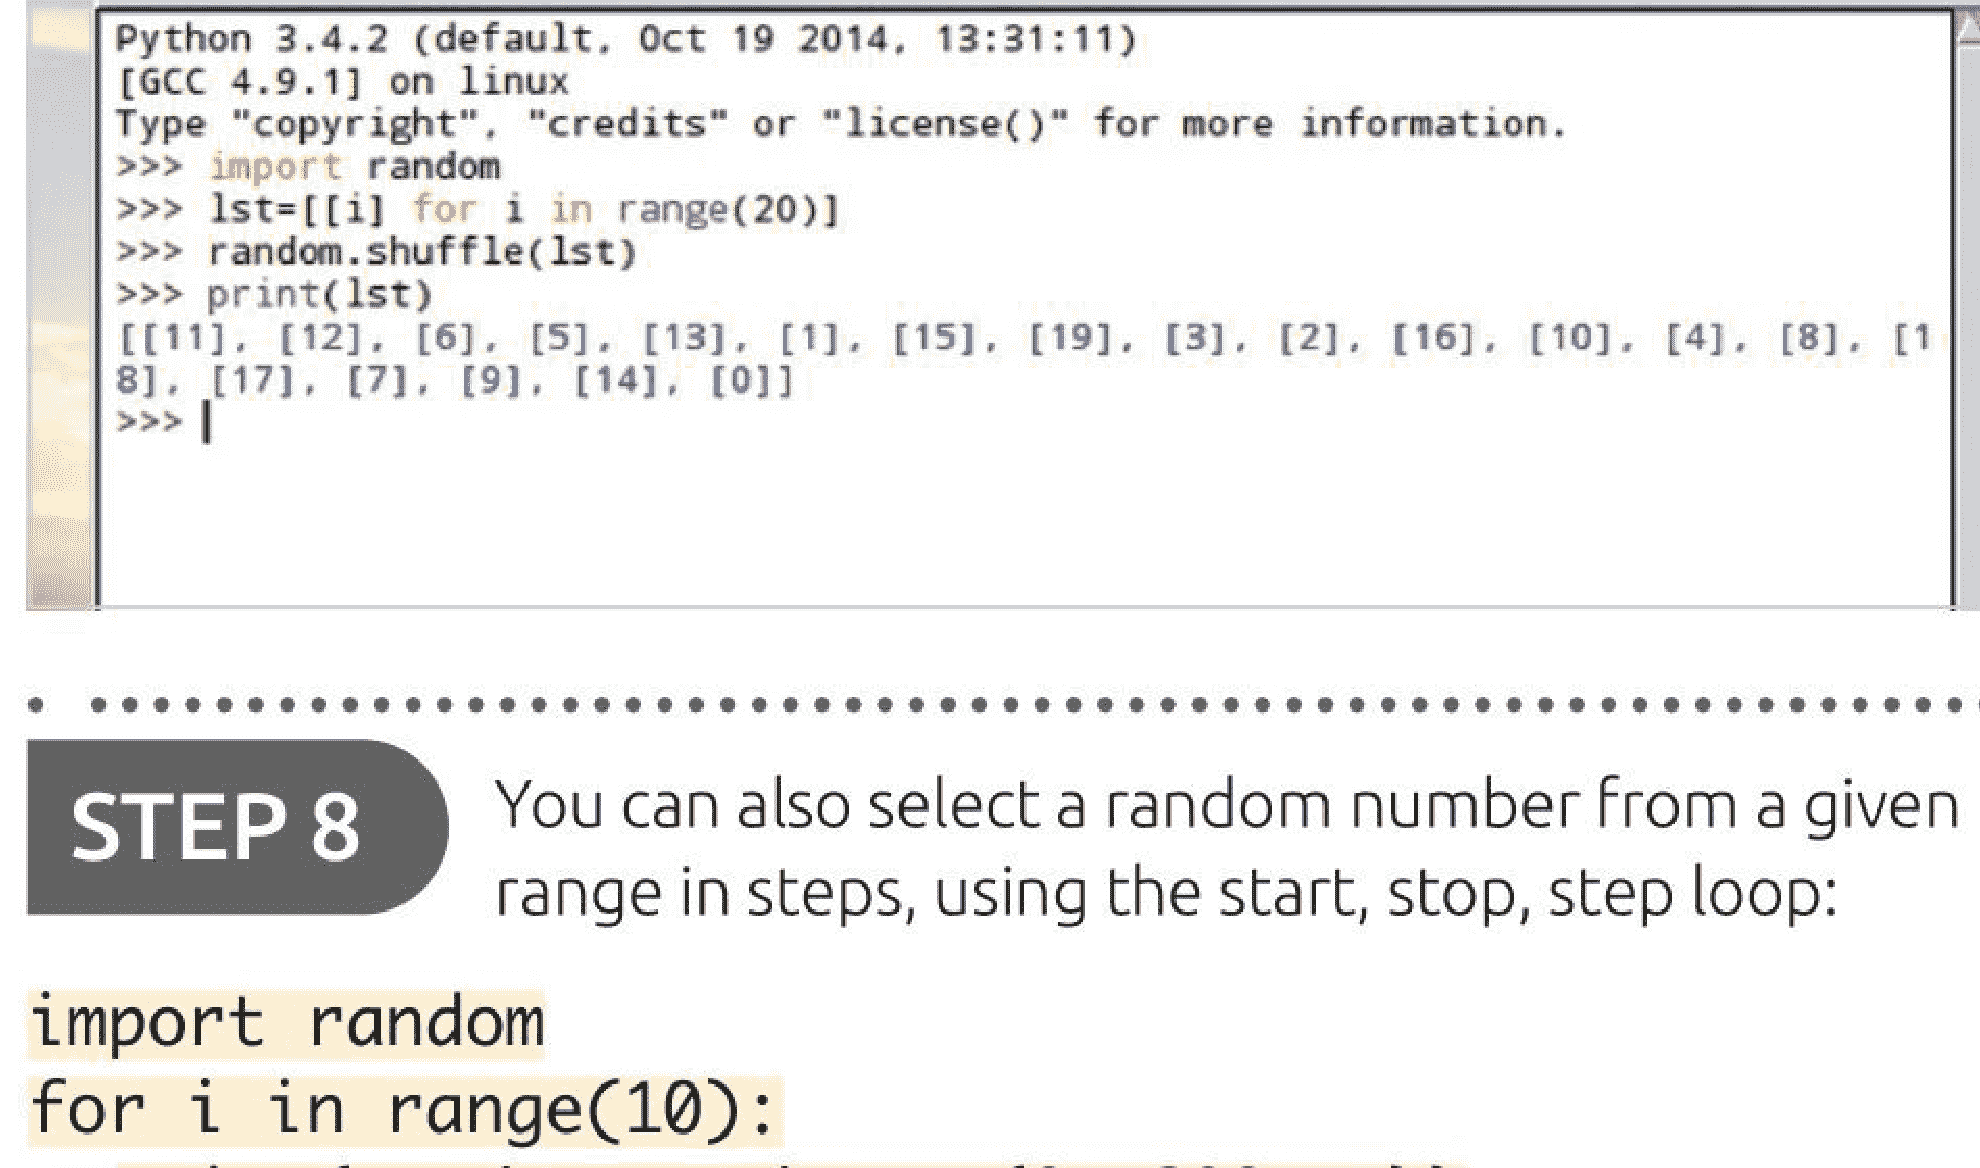 Python 3.4.2 (default, Oct 19 2014, 13:31:11)
[GCC 4.9.1] on linux
Type "copyright", "credits" or "license()" for more information.
>>> import random
>>> lst=[[i] for i in range(20)]
>>> random.shuffle(lst)
>>> print(lst)
[[11], [12], [6], [5], [13], [1], [15], [19], [3], [2], [16], [10], [4], [8], [1
8], [17], [7], [9], [14], [0]]
>>>
STEP 8
You can also select a random number from a given
range in steps, using the start, stop, step loop:
import random
for i in range(10):